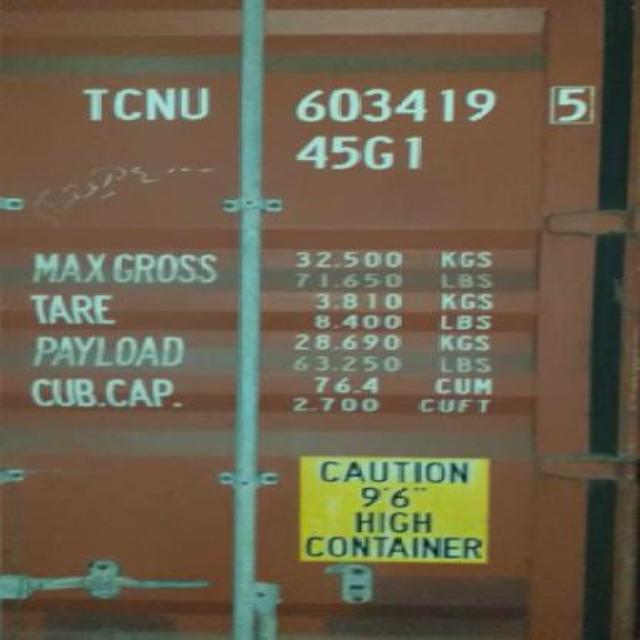 TCNU 603419 5
45G1
MAX GROSS 32.500 KGS
71.650 LBS
TARE 3.810 KGS
8.400 LBS
PAYLOAD 28.690 KGS
63.250 LBS
CUB.CAP. 76.4 CUM
2.700 CUFT
CAUTION
9'6"
HIGH
CONTAINER